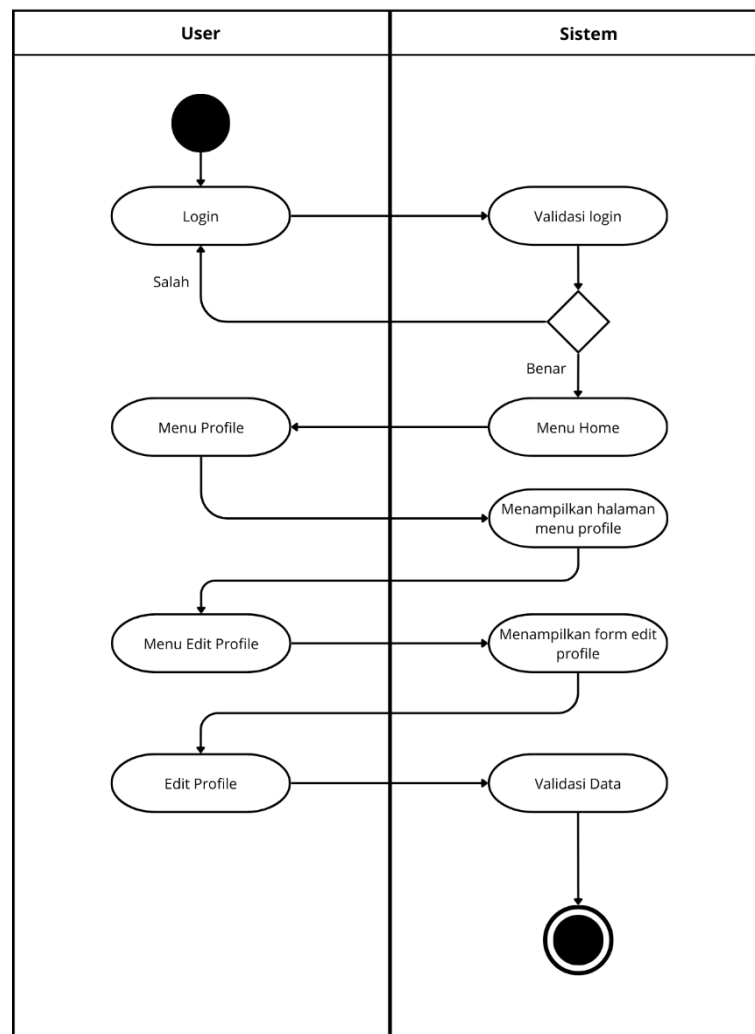 User
Sistem
Login
Validasi login
Salah
Benar
Menu Profile
Menu Home
Menampilkan halaman
menu profile
Menu Edit Profile
Menampilkan form edit
profile
Edit Profile
Validasi Data